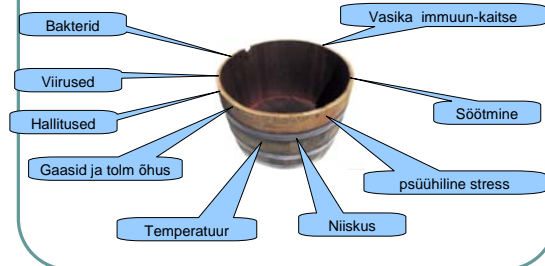 Bakterid
Vasika immuun-kaitse
Viirused
Söötmine
Hallitused
Gaasid ja tolm õhus
psüühiline stress
Temperatuur
Niiskus